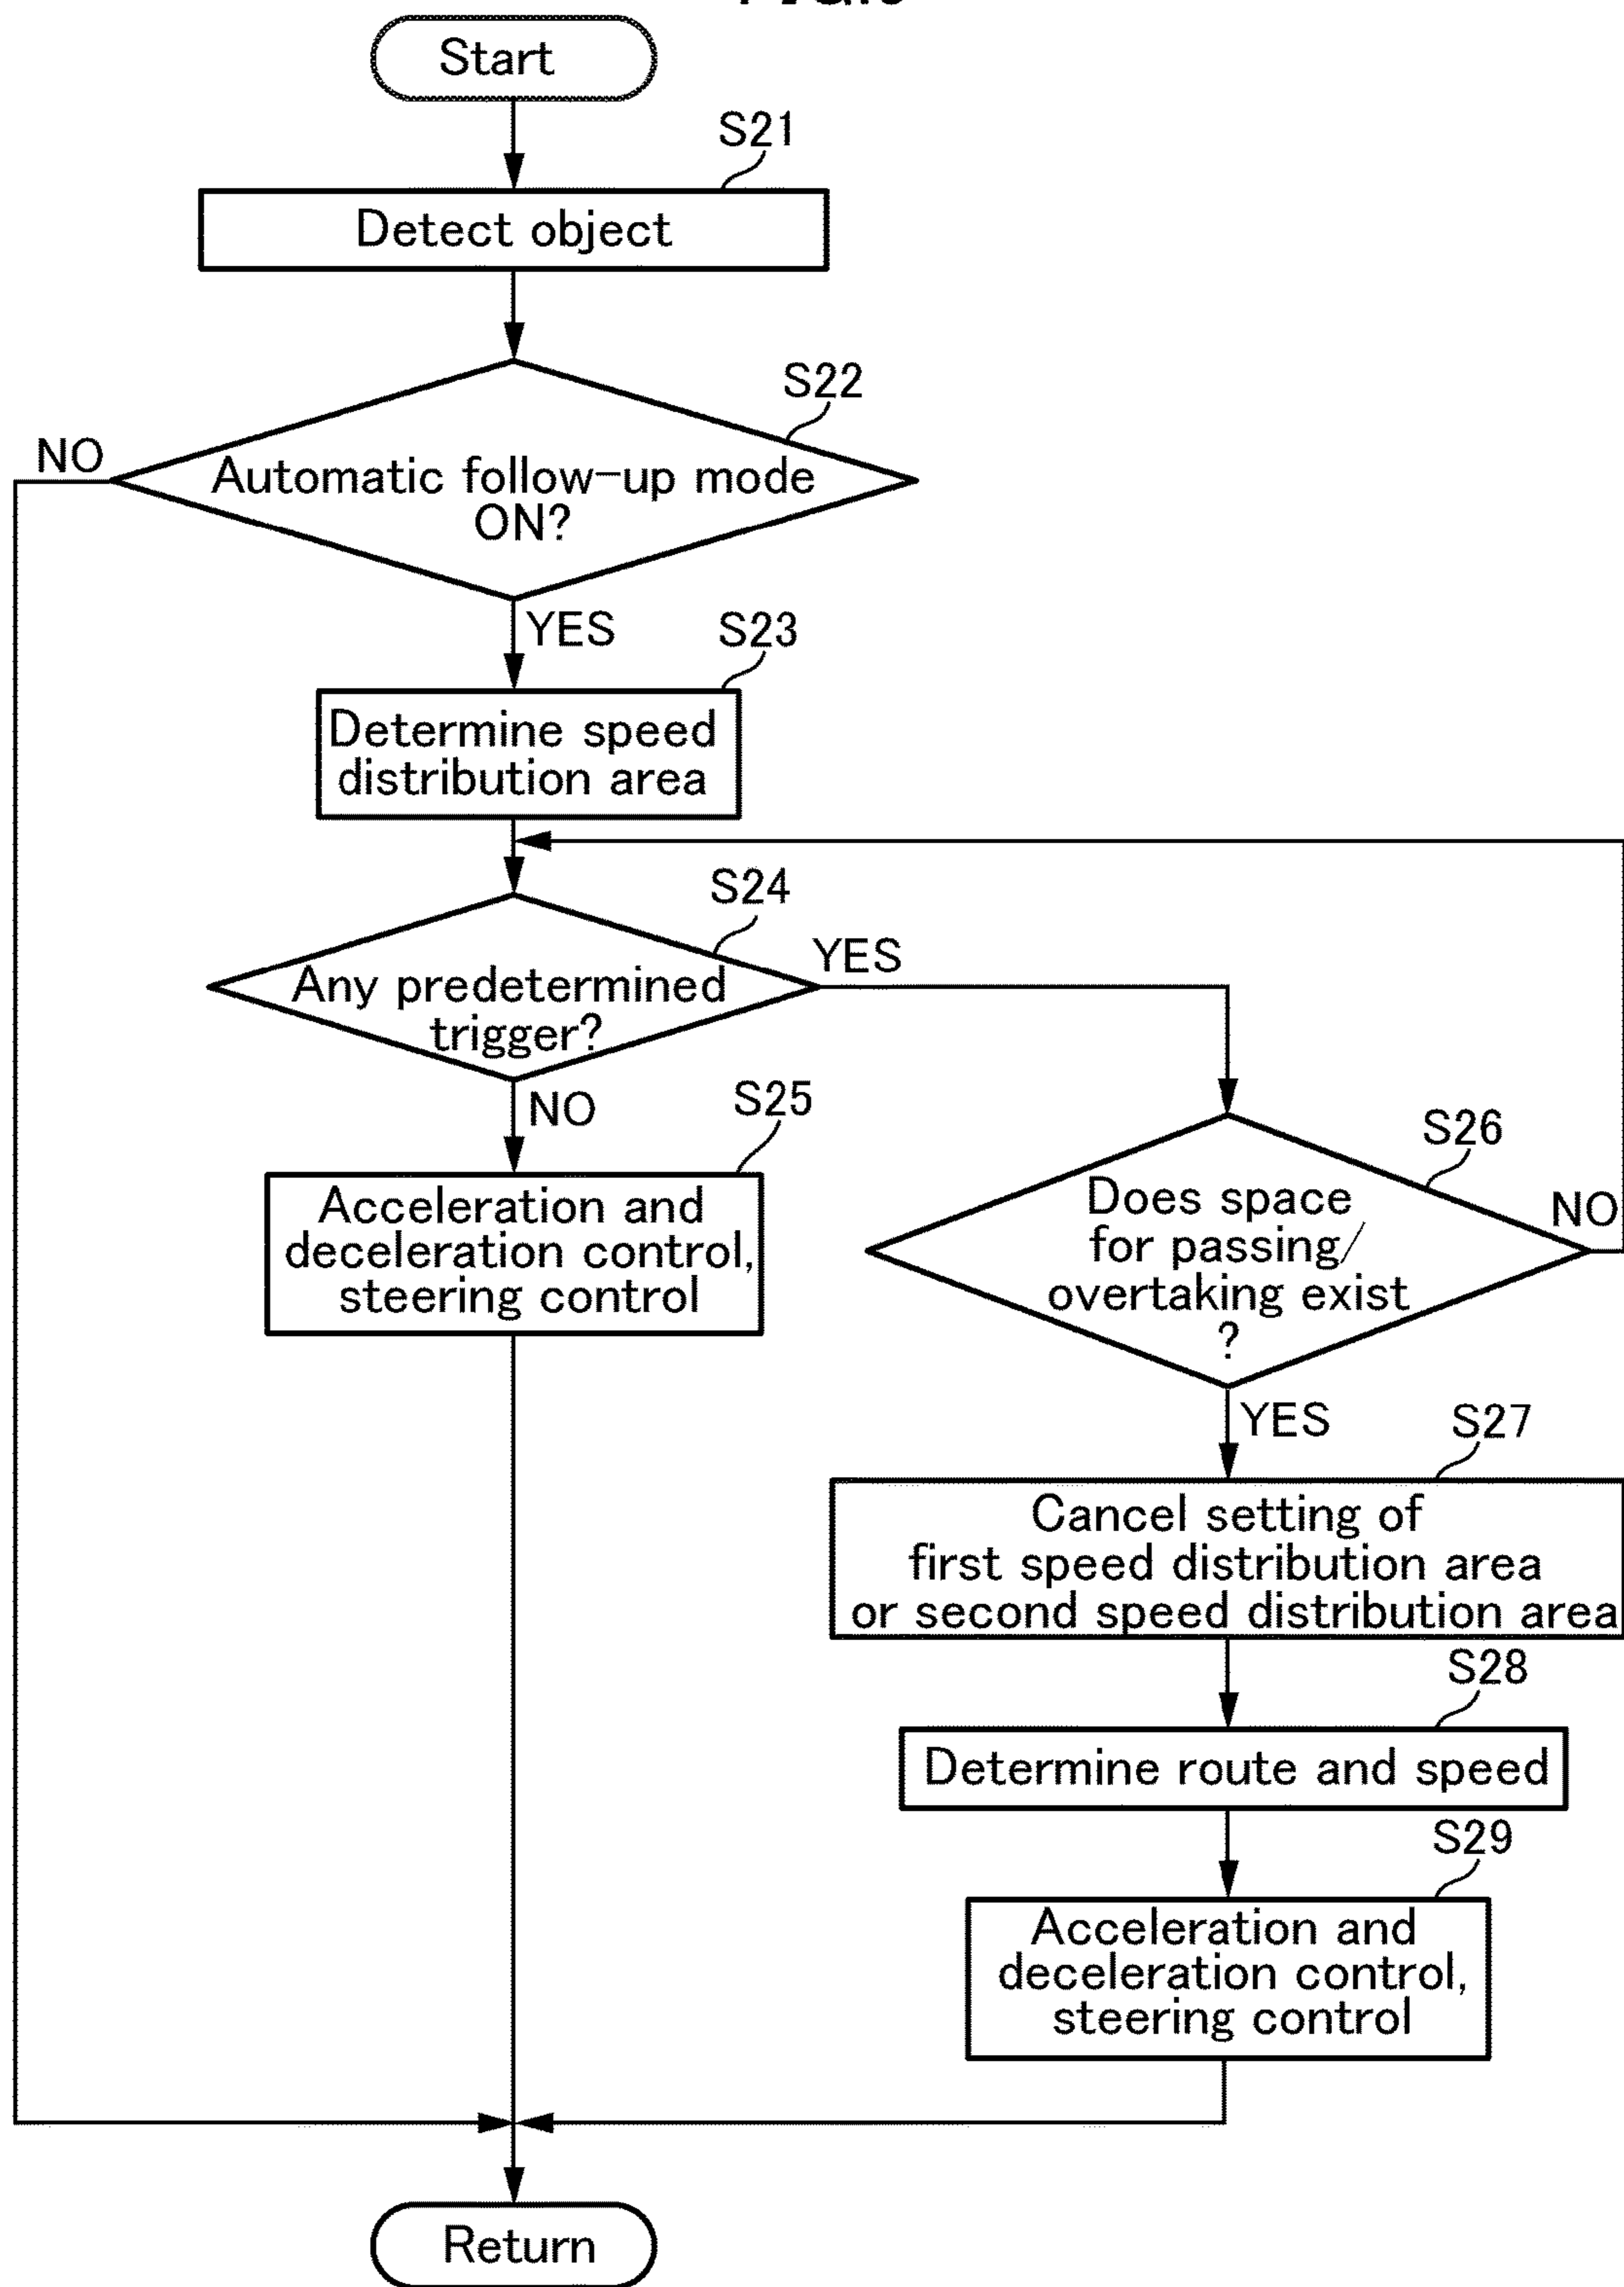 Start
S21
Detect object
S22
NO
Automatic follow-up mode
ON?
YES
S23
Determine speed
distribution area
S24
YES
Any predetermined
trigger?
NO
S25
Acceleration and
deceleration control,
steering control
S26
NO
Does space
for passing/
overtaking exist
?
YES
S27
Cancel setting of
first speed distribution area
or second speed distribution area
S28
Determine route and speed
S29
Acceleration and
deceleration control,
steering control
Return